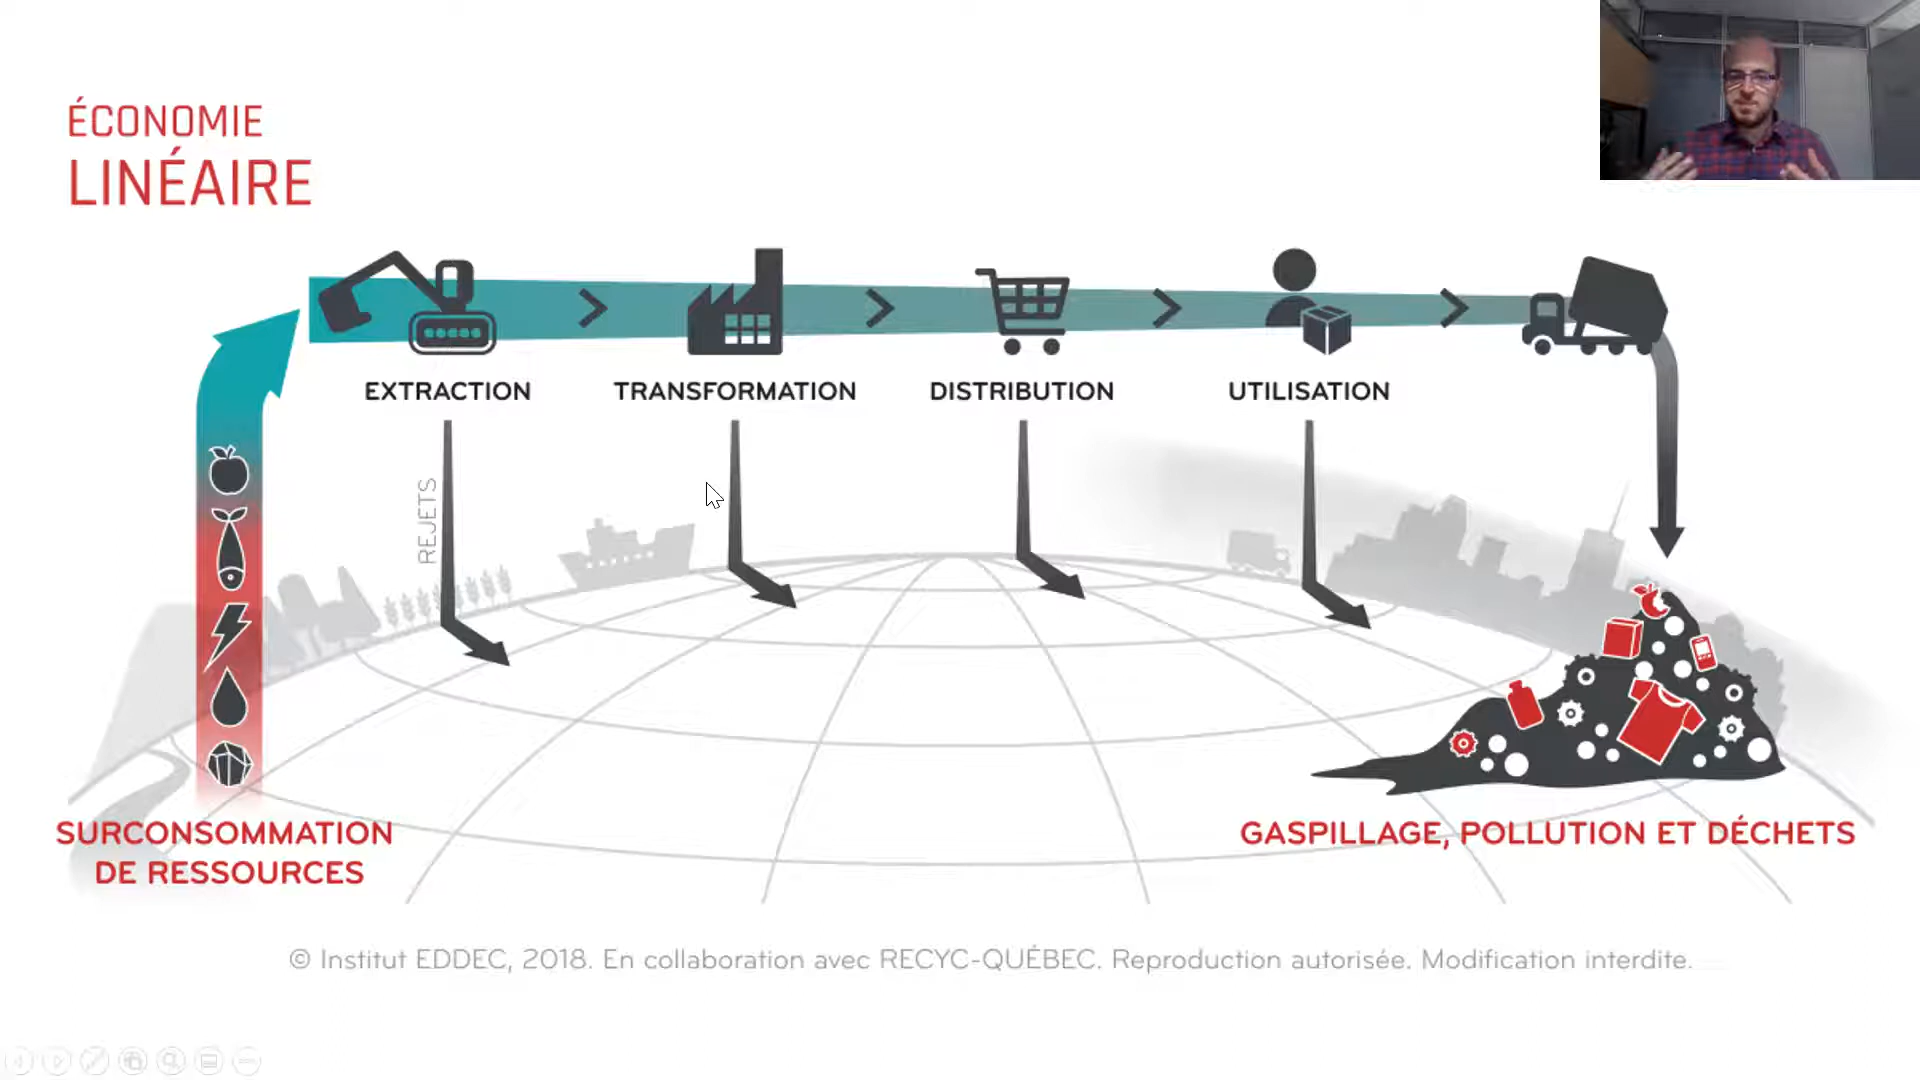 ÉCONOMIE
LINÉAIRE
EXTRACTION
TRANSFORMATION
DISTRIBUTION
UTILISATION
REJETS
SURCONSOMMATION
DE RESSOURCES
GASPILLAGE, POLLUTION ET DÉCHETS
© Institut EDDEC, 2018. En collaboration avec RECYC-QUÉBEC. Reproduction autorisée. Modification interdite.